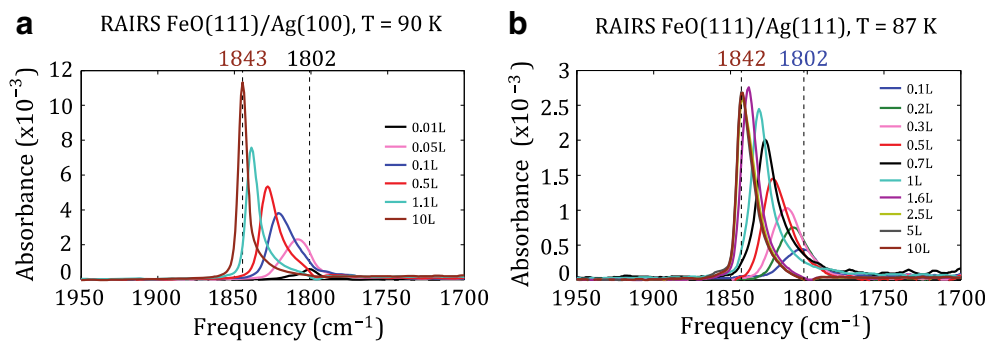 a
RAIRS FeO(111)/Ag(100), T = 90 K
1843 1802
Absorbance (x10⁻³)
12
10
8
6
4
2
0
0.01L
0.05L
0.1L
0.5L
1.1L
10L
1950 1900 1850 1800 1750 1700
Frequency (cm⁻¹)
b
RAIRS FeO(111)/Ag(111), T = 87 K
1842 1802
Absorbance (x10⁻³)
3
2.5
2
1.5
1
0.5
0
0.1L
0.2L
0.3L
0.5L
0.7L
1L
1.6L
2.5L
5L
10L
1950 1900 1850 1800 1750 1700
Frequency (cm⁻¹)